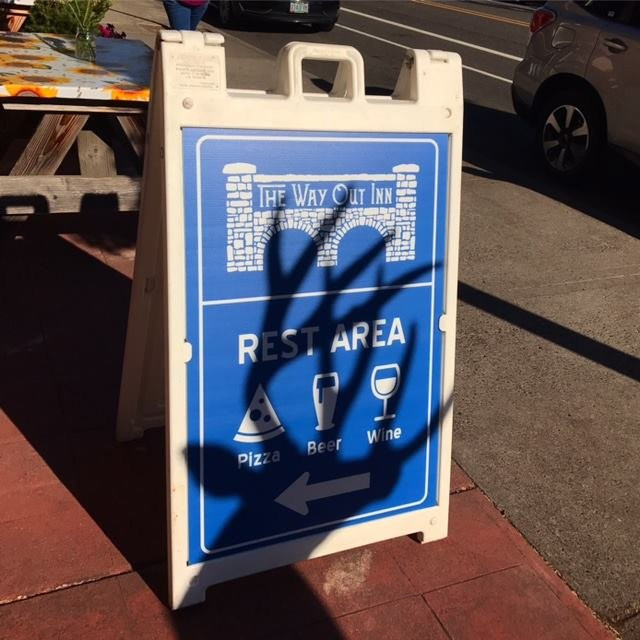 THE WAY OUT INN
REST AREA
Pizza Beer Wine